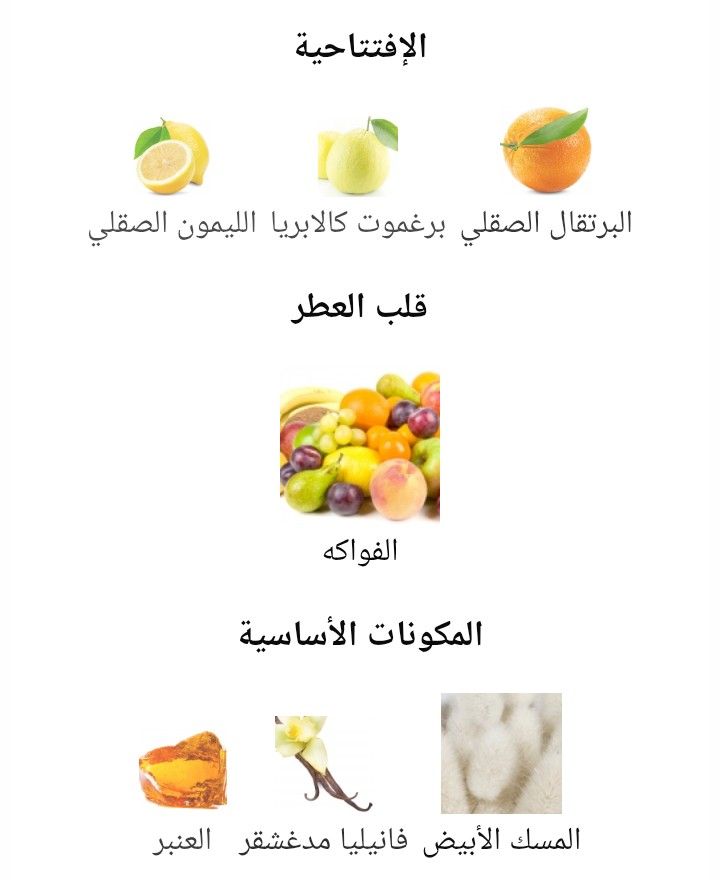 الإفتتاحية
البرتقال الصقلي برغموت كالابريا الليمون الصقلي
قلب العطر
الفواكه
المكونات الأساسية
المسك الأبيض فانيليا مدغشقر العنبر